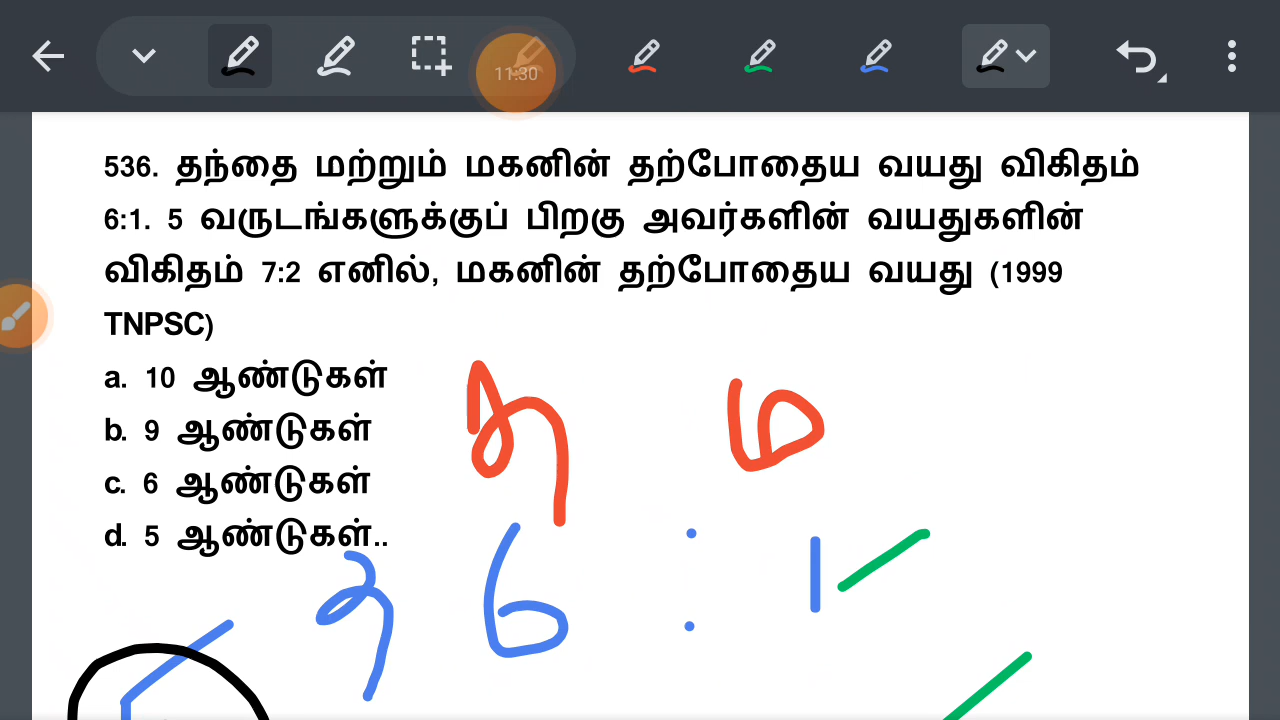 11:30
536. தந்தை மற்றும் மகனின் தற்போதைய வயது விகிதம்
6:1. 5 வருடங்களுக்குப் பிறகு அவர்களின் வயதுகளின்
விகிதம் 7:2 எனில், மகனின் தற்போதைய வயது (1999
TNPSC)
a. 10 ஆண்டுகள்
b. 9 ஆண்டுகள்
c. 6 ஆண்டுகள்
d. 5 ஆண்டுகள்..
த ம
த 6 : 1